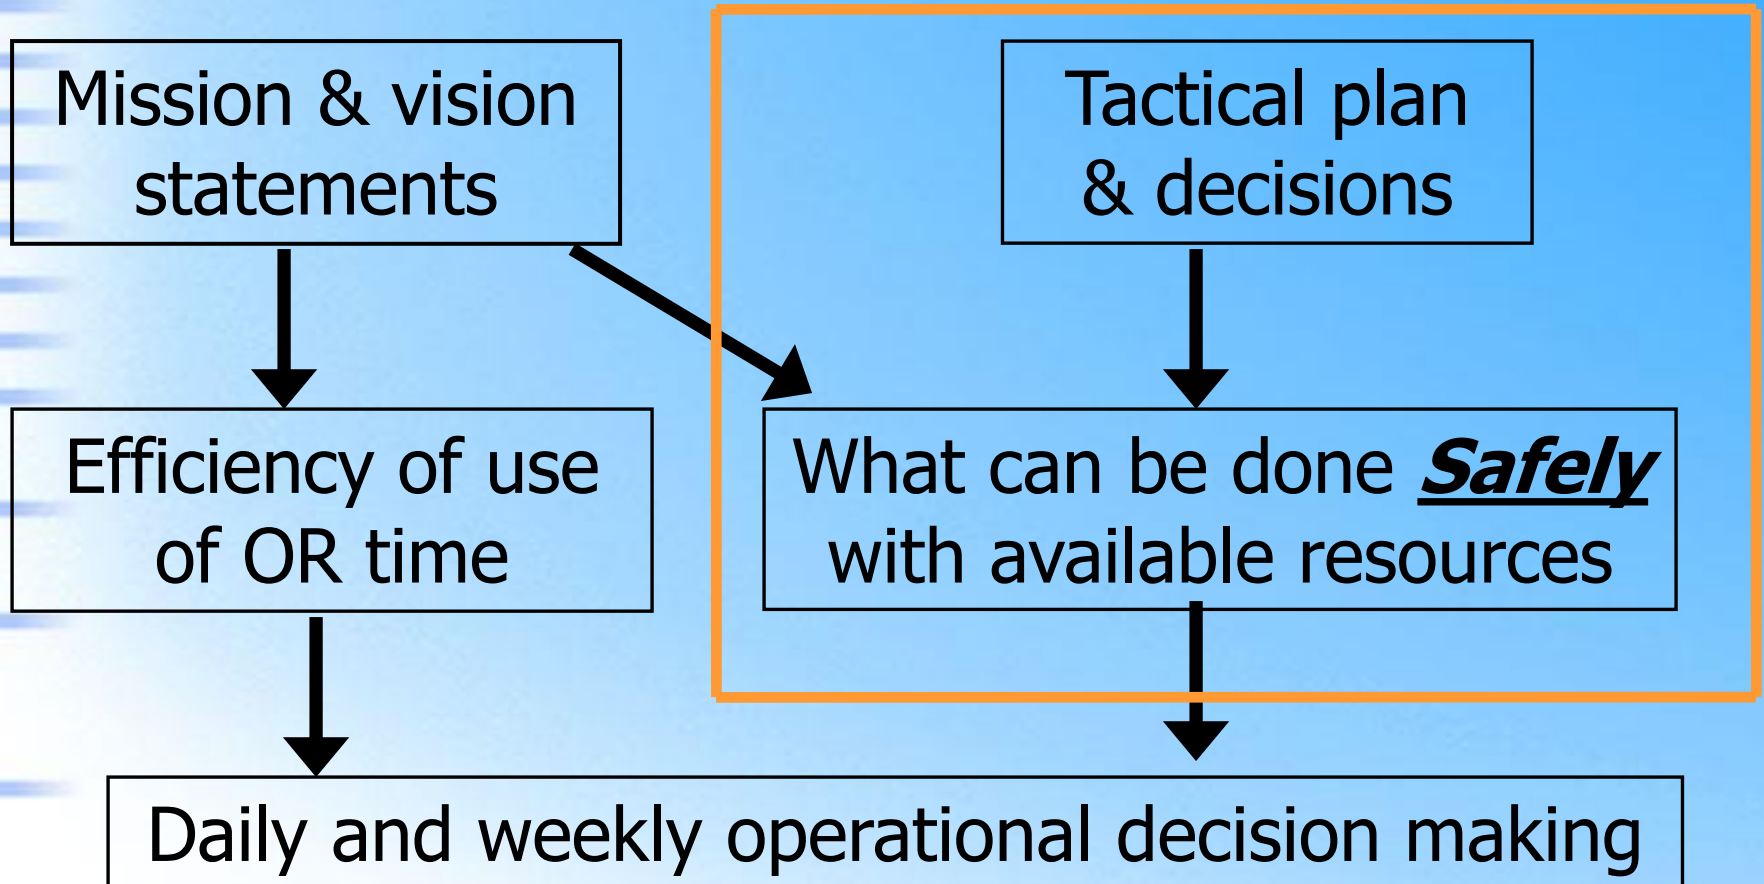 Mission & vision
statements
Tactical plan
& decisions
Efficiency of use
of OR time
What can be done Safely
with available resources
Daily and weekly operational decision making